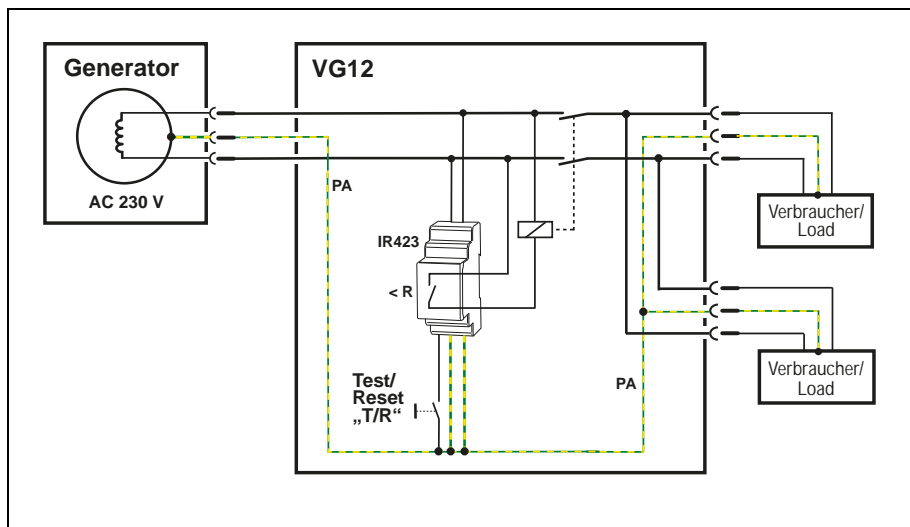 Generator
AC 230 V
VG12
PA
IR423
< R
Test/
Reset
„T/R“
PA
Verbraucher/
Load
Verbraucher/
Load